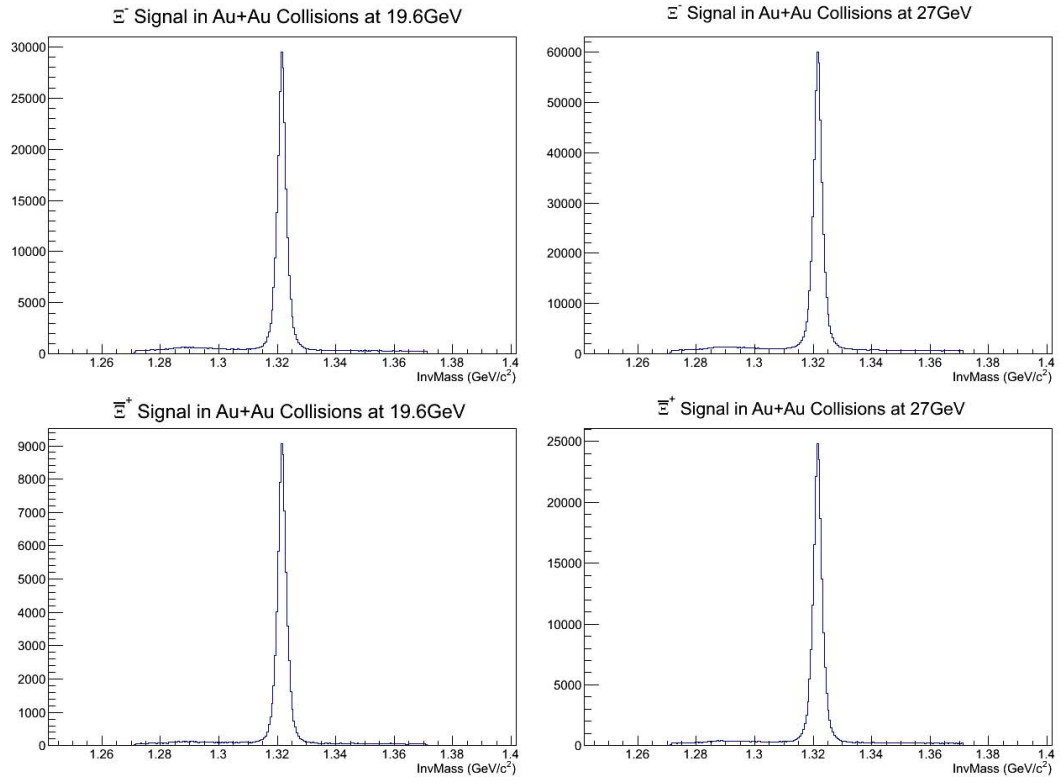 Ξ⁻ Signal in Au+Au Collisions at 19.6GeV
30000
25000
20000
15000
10000
5000
0
1.26 1.28 1.3 1.32 1.34 1.36 1.38 1.4
InvMass (GeV/c²)
Ξ⁻ Signal in Au+Au Collisions at 27GeV
60000
50000
40000
30000
20000
10000
0
1.26 1.28 1.3 1.32 1.34 1.36 1.38 1.4
InvMass (GeV/c²)
Ξ̅⁺ Signal in Au+Au Collisions at 19.6GeV
9000
8000
7000
6000
5000
4000
3000
2000
1000
0
1.26 1.28 1.3 1.32 1.34 1.36 1.38 1.4
InvMass (GeV/c²)
Ξ̅⁺ Signal in Au+Au Collisions at 27GeV
25000
20000
15000
10000
5000
0
1.26 1.28 1.3 1.32 1.34 1.36 1.38 1.4
InvMass (GeV/c²)